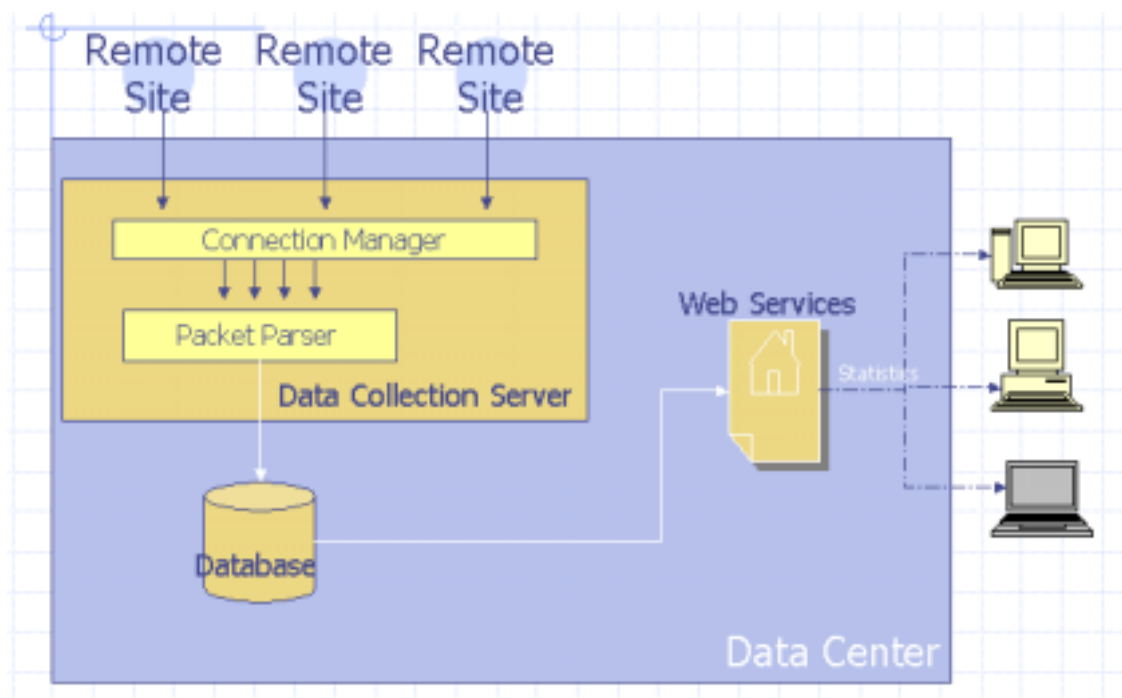 Remote Remote Remote
Site Site Site
Connection Manager
Packet Parser
Data Collection Server
Web Services
Statistics
Database
Data Center